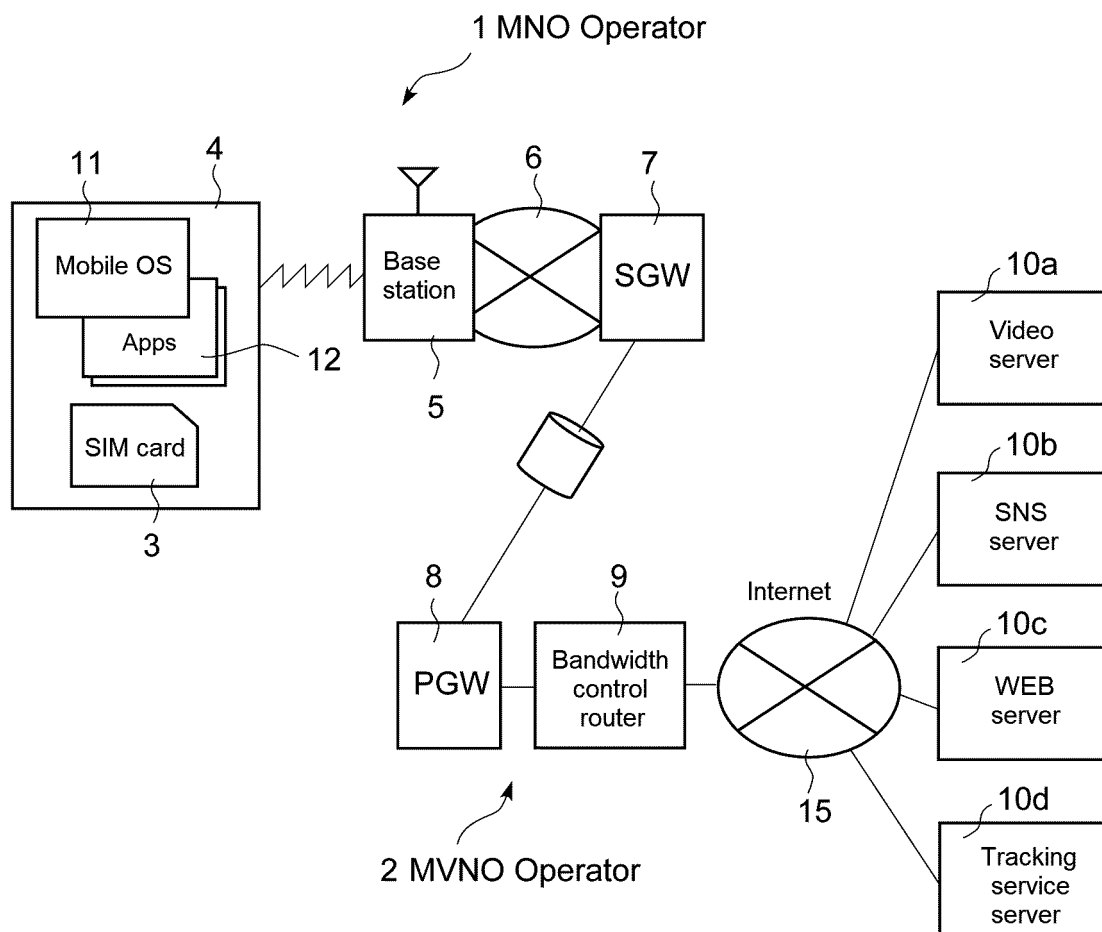 1 MNO Operator
11
4
6
7
Mobile OS
Base
station
SGW
10a
Video
server
Apps
12
5
SIM card
10b
SNS
server
3
8
9
Internet
10c
PGW
Bandwidth
control
router
WEB
server
15
10d
2 MVNO Operator
Tracking
service
server